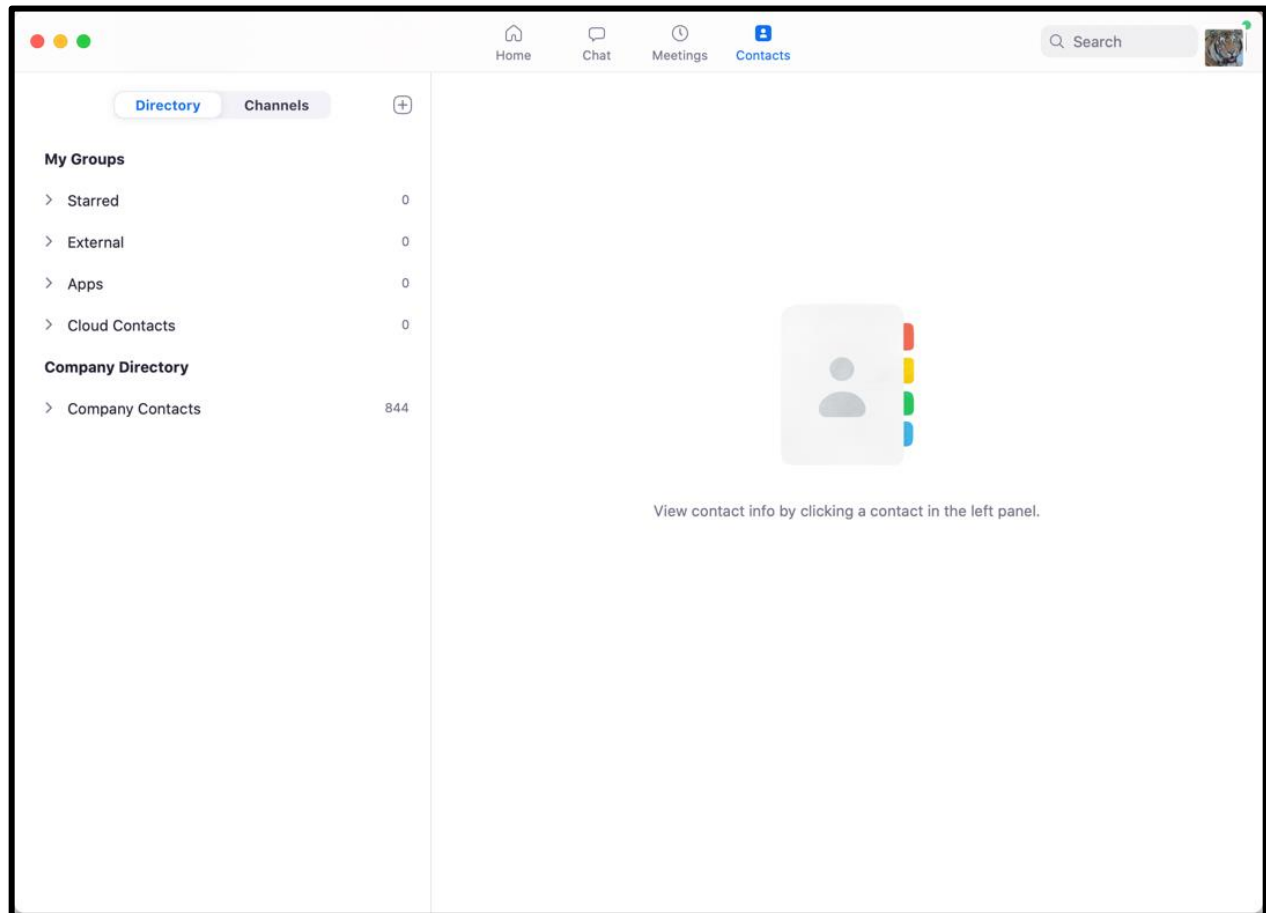 Home Chat Meetings Contacts Search
Directory Channels
My Groups
Starred 0
External 0
Apps 0
Cloud Contacts 0
Company Directory
Company Contacts 844
View contact info by clicking a contact in the left panel.